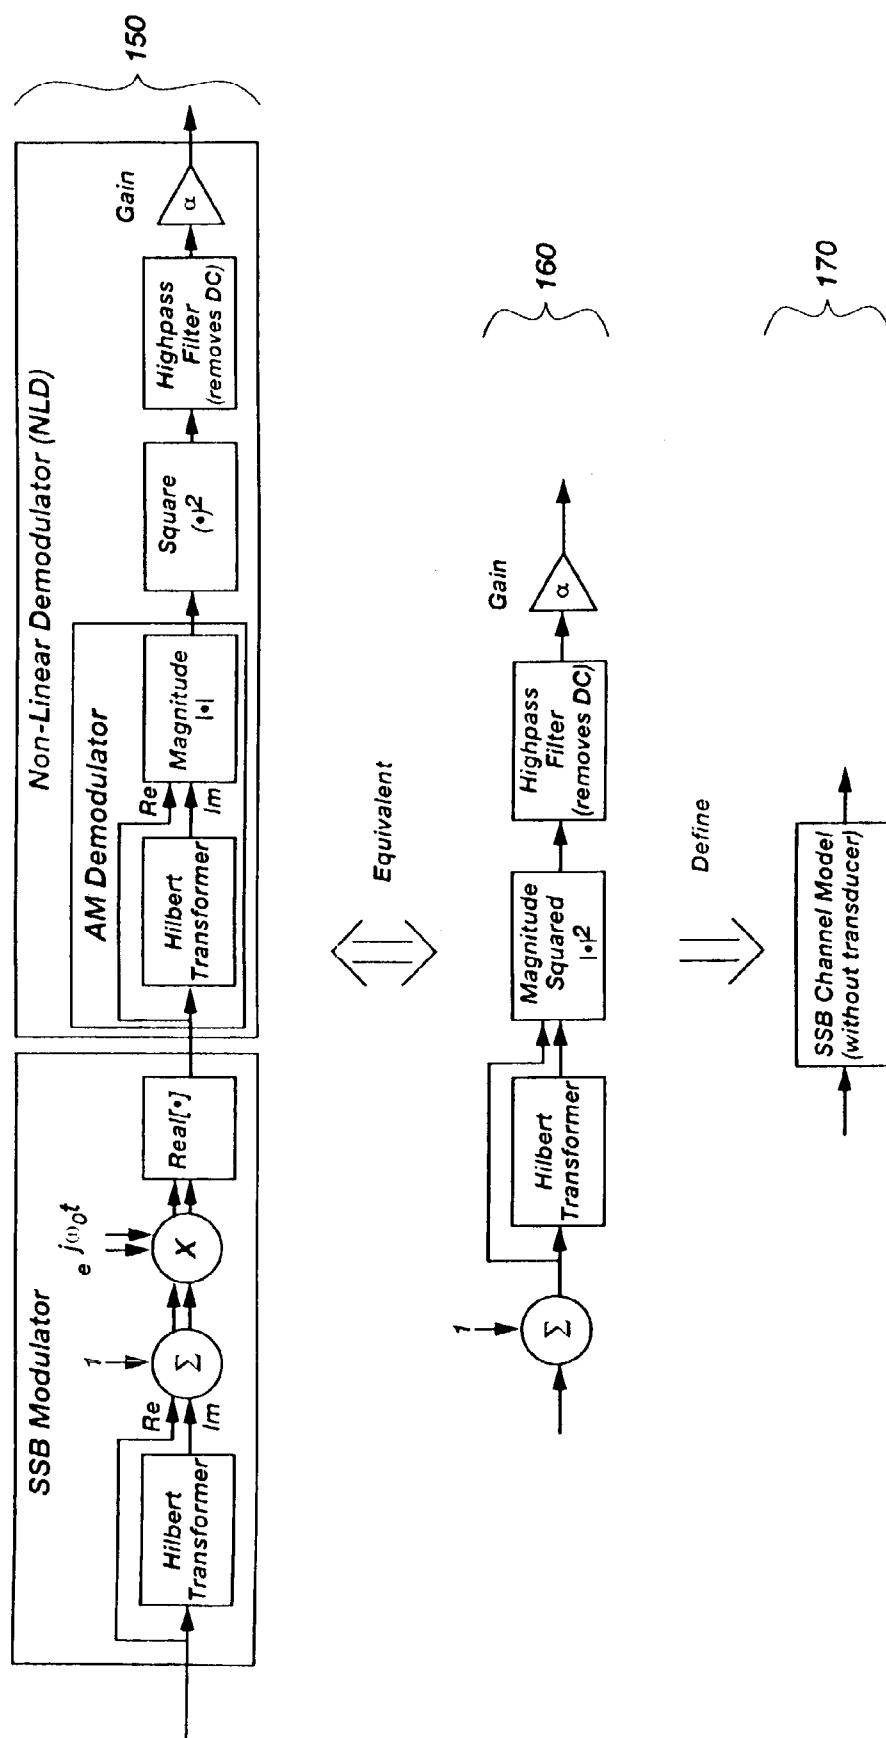 150
Non-Linear Demodulator (NLD)
SSB Modulator
AM Demodulator
Hilbert
Transformer
Re
Im
1
Σ
e jω0t
X
Real[•]
Hilbert
Transformer
Re
Im
Magnitude
|•|
Square
(•)2
Highpass
Filter
(removes DC)
Gain
α
Equivalent
160
1
Σ
Hilbert
Transformer
Magnitude
Squared
|•|2
Highpass
Filter
(removes DC)
Gain
α
Define
170
SSB Channel Model
(without transducer)